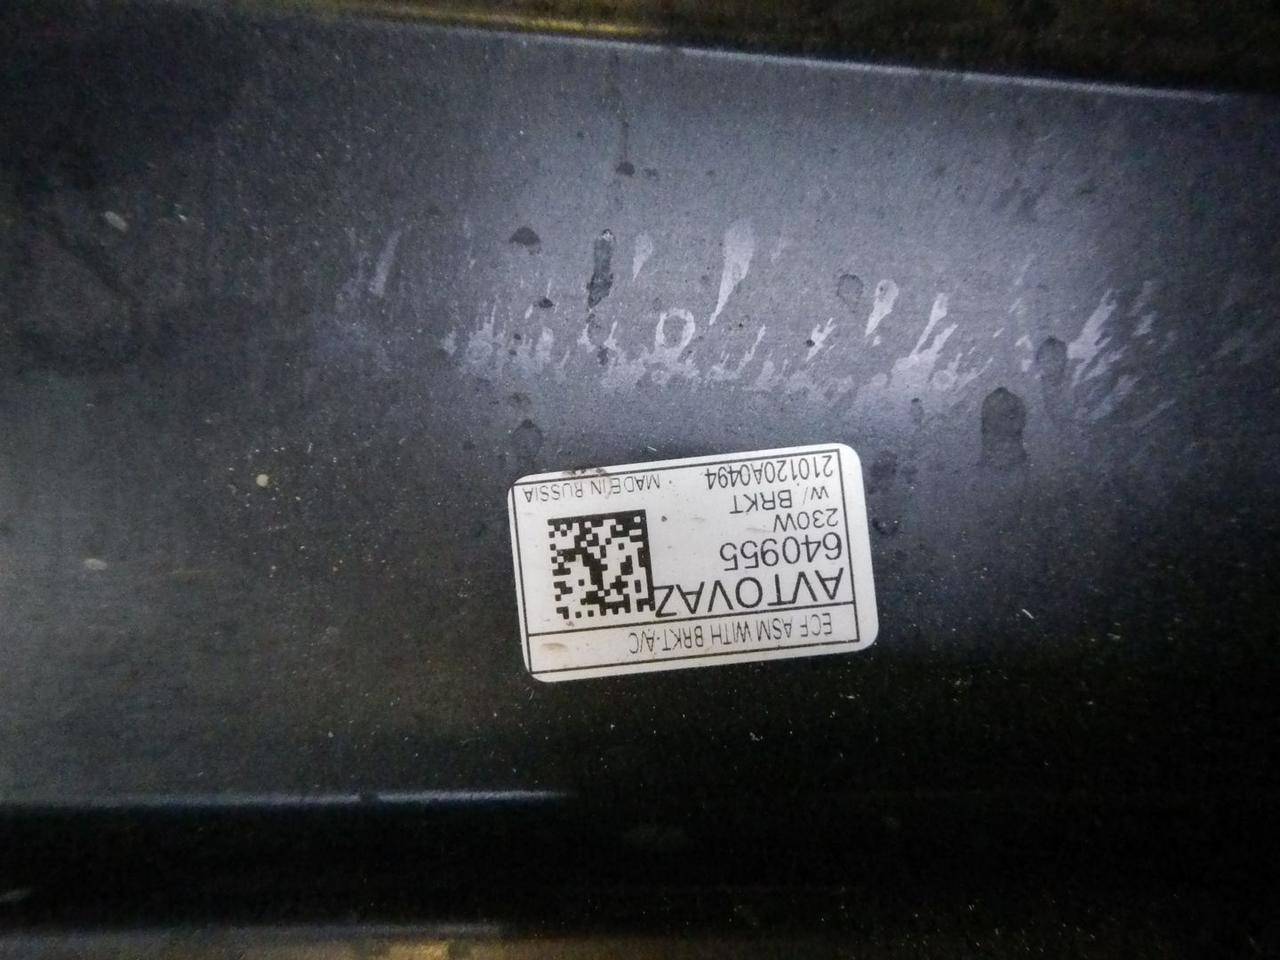 ECF ASM WITH BRKT-A/C
AVTOVAZ
640955
230W
W/ BRKT
210120A0494
MADE IN RUSSIA